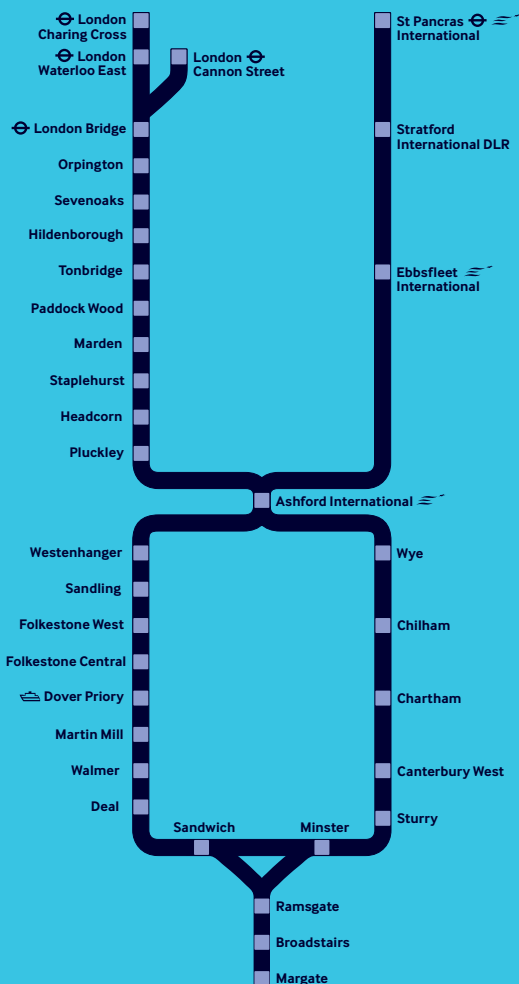 London
Charing Cross
London
Waterloo East
London
Cannon Street
London Bridge
Orpington
Sevenoaks
Hildenborough
Tonbridge
Paddock Wood
Marden
Staplehurst
Headcorn
Pluckley
St Pancras
International
Stratford
International DLR
Ebbsfleet
International
Ashford International
Westenhanger
Sandling
Folkestone West
Folkestone Central
Dover Priory
Martin Mill
Walmer
Deal
Wye
Chilham
Chartham
Canterbury West
Sturry
Sandwich
Minster
Ramsgate
Broadstairs
Margate